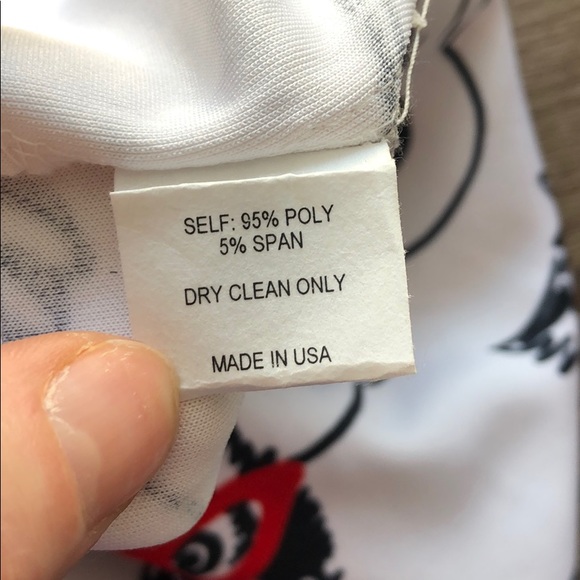 SELF: 95% POLY
5% SPAN
DRY CLEAN ONLY
MADE IN USA